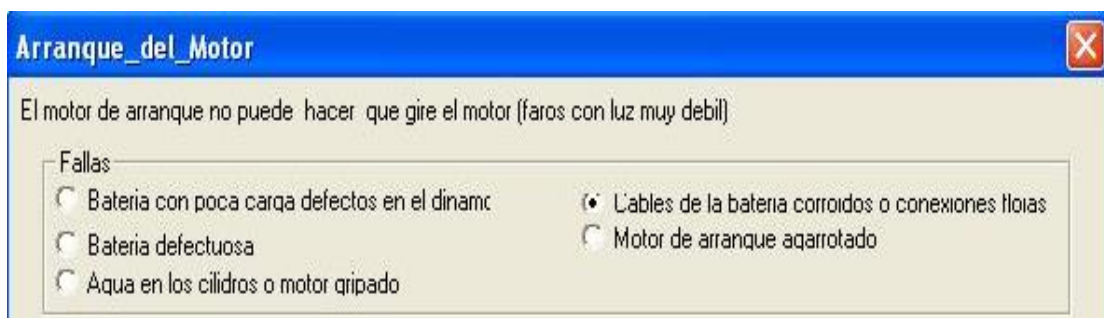 Arranque_del_Motor
El motor de arranque no puede hacer que gire el motor (faros con luz muy debil)
Fallas
Bateria con poca carga defectos en el dinamo
Cables de la bateria corroidos o conexiones flojas
Bateria defectuosa
Motor de arranque agarrotado
Agua en los cilidros o motor gripado